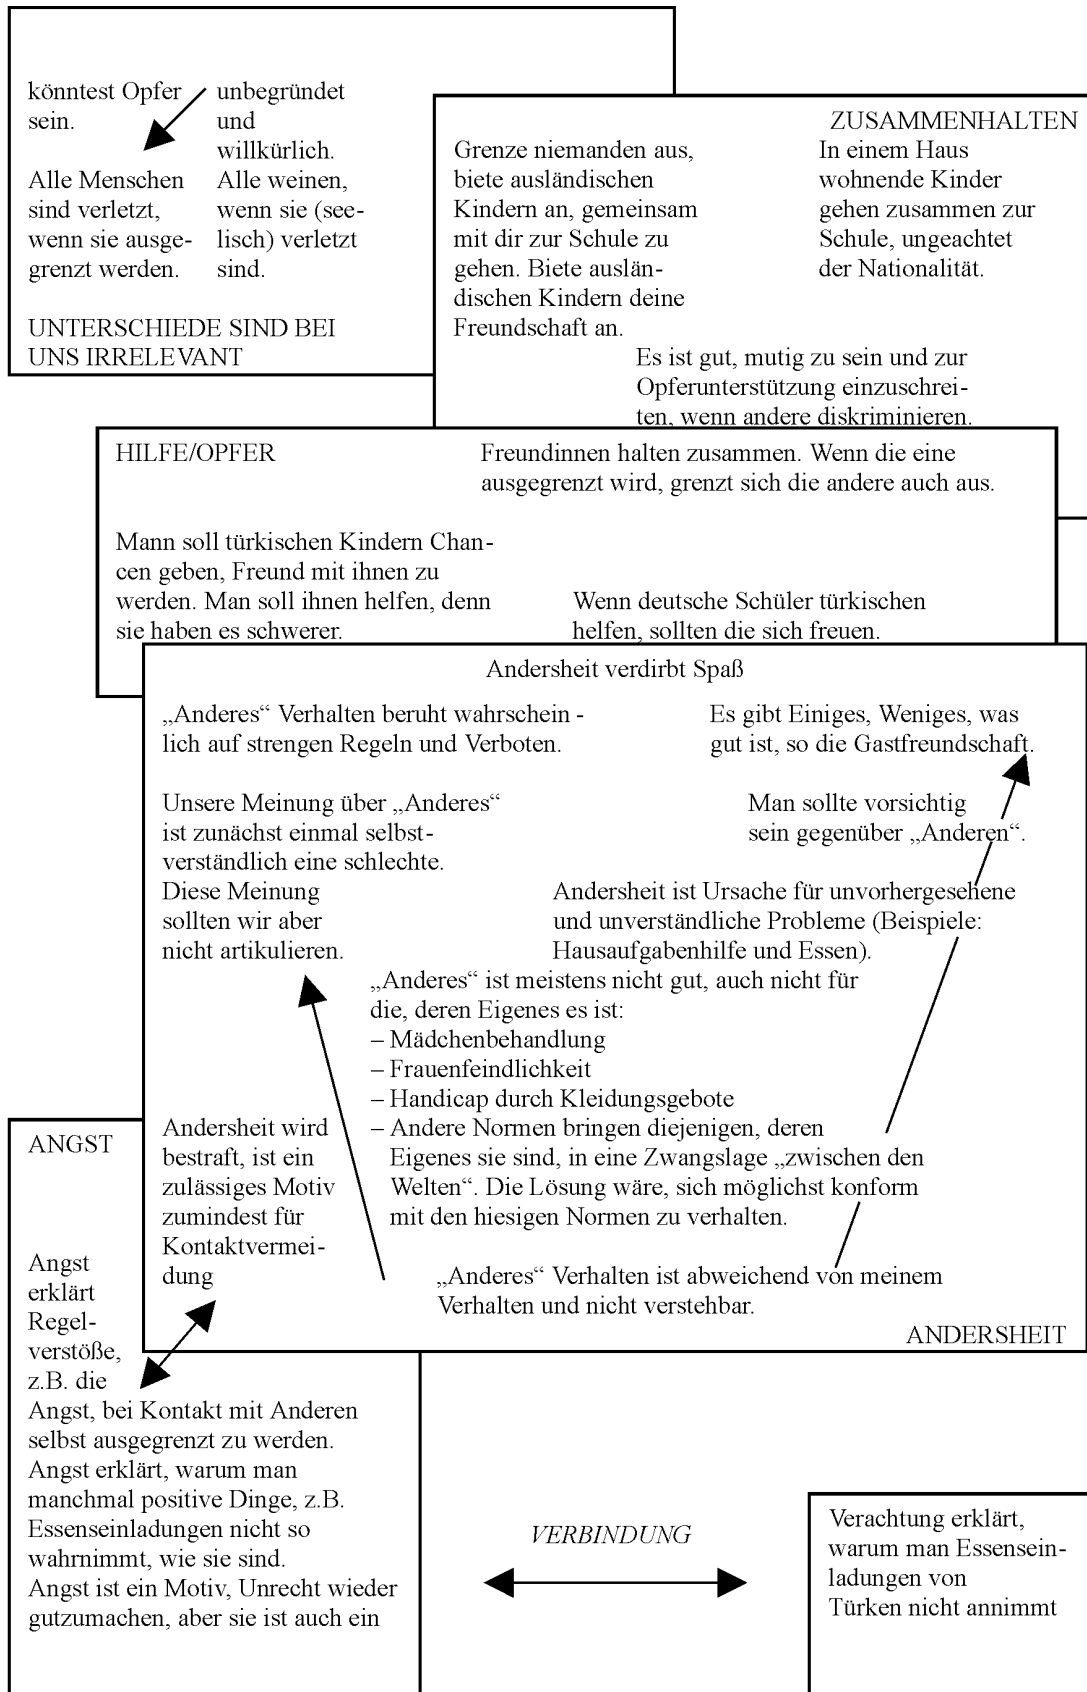 könntest Opfer
sein.
Alle Menschen
sind verletzt,
wenn sie ausge-
grenzt werden.
unbegründet
und
willkürlich.
Alle weinen,
wenn sie (see-
lisch) verletzt
sind.
UNTERSCHIEDE SIND BEI
UNS IRRELEVANT
ZUSAMMENHALTEN
Grenze niemanden aus,
biete ausländischen
Kindern an, gemeinsam
mit dir zur Schule zu
gehen. Biete auslän-
dischen Kindern deine
Freundschaft an.
In einem Haus
wohnende Kinder
gehen zusammen zur
Schule, ungeachtet
der Nationalität.
Es ist gut, mutig zu sein und zur
Opferunterstützung einzuschrei-
ten, wenn andere diskriminieren.
HILFE/OPFER
Freundinnen halten zusammen. Wenn die eine
ausgegrenzt wird, grenzt sich die andere auch aus.
Mann soll türkischen Kindern Chan-
cen geben, Freund mit ihnen zu
werden. Man soll ihnen helfen, denn
sie haben es schwerer.
Wenn deutsche Schüler türkischen
helfen, sollten die sich freuen.
Andersheit verdirbt Spaß
„Anderes“ Verhalten beruht wahrschein -
lich auf strengen Regeln und Verboten.
Es gibt Einiges, Weniges, was
gut ist, so die Gastfreundschaft.
Unsere Meinung über „Anderes“
ist zunächst einmal selbst-
verständlich eine schlechte.
Diese Meinung
sollten wir aber
nicht artikulieren.
Man sollte vorsichtig
sein gegenüber „Anderen“.
Andersheit ist Ursache für unvorhergesehene
und unverständliche Probleme (Beispiele:
Hausaufgabenhilfe und Essen).
„Anderes“ ist meistens nicht gut, auch nicht für
die, deren Eigenes es ist:
– Mädchenbehandlung
– Frauenfeindlichkeit
– Handicap durch Kleidungsgebote
– Andere Normen bringen diejenigen, deren
Eigenes sie sind, in eine Zwangslage „zwischen den
Welten“. Die Lösung wäre, sich möglichst konform
mit den hiesigen Normen zu verhalten.
Andersheit wird
bestraft, ist ein
zulässiges Motiv
zumindest für
Kontaktvermei-
dung
„Anderes“ Verhalten ist abweichend von meinem
Verhalten und nicht verstehbar.
ANDERSHEIT
ANGST
Angst
erklärt
Regel-
verstöße,
z.B. die
Angst, bei Kontakt mit Anderen
selbst ausgegrenzt zu werden.
Angst erklärt, warum man
manchmal positive Dinge, z.B.
Essenseinladungen nicht so
wahrnimmt, wie sie sind.
Angst ist ein Motiv, Unrecht wieder
gutzumachen, aber sie ist auch ein
VERBINDUNG
Verachtung erklärt,
warum man Essensein-
ladungen von
Türken nicht annimmt